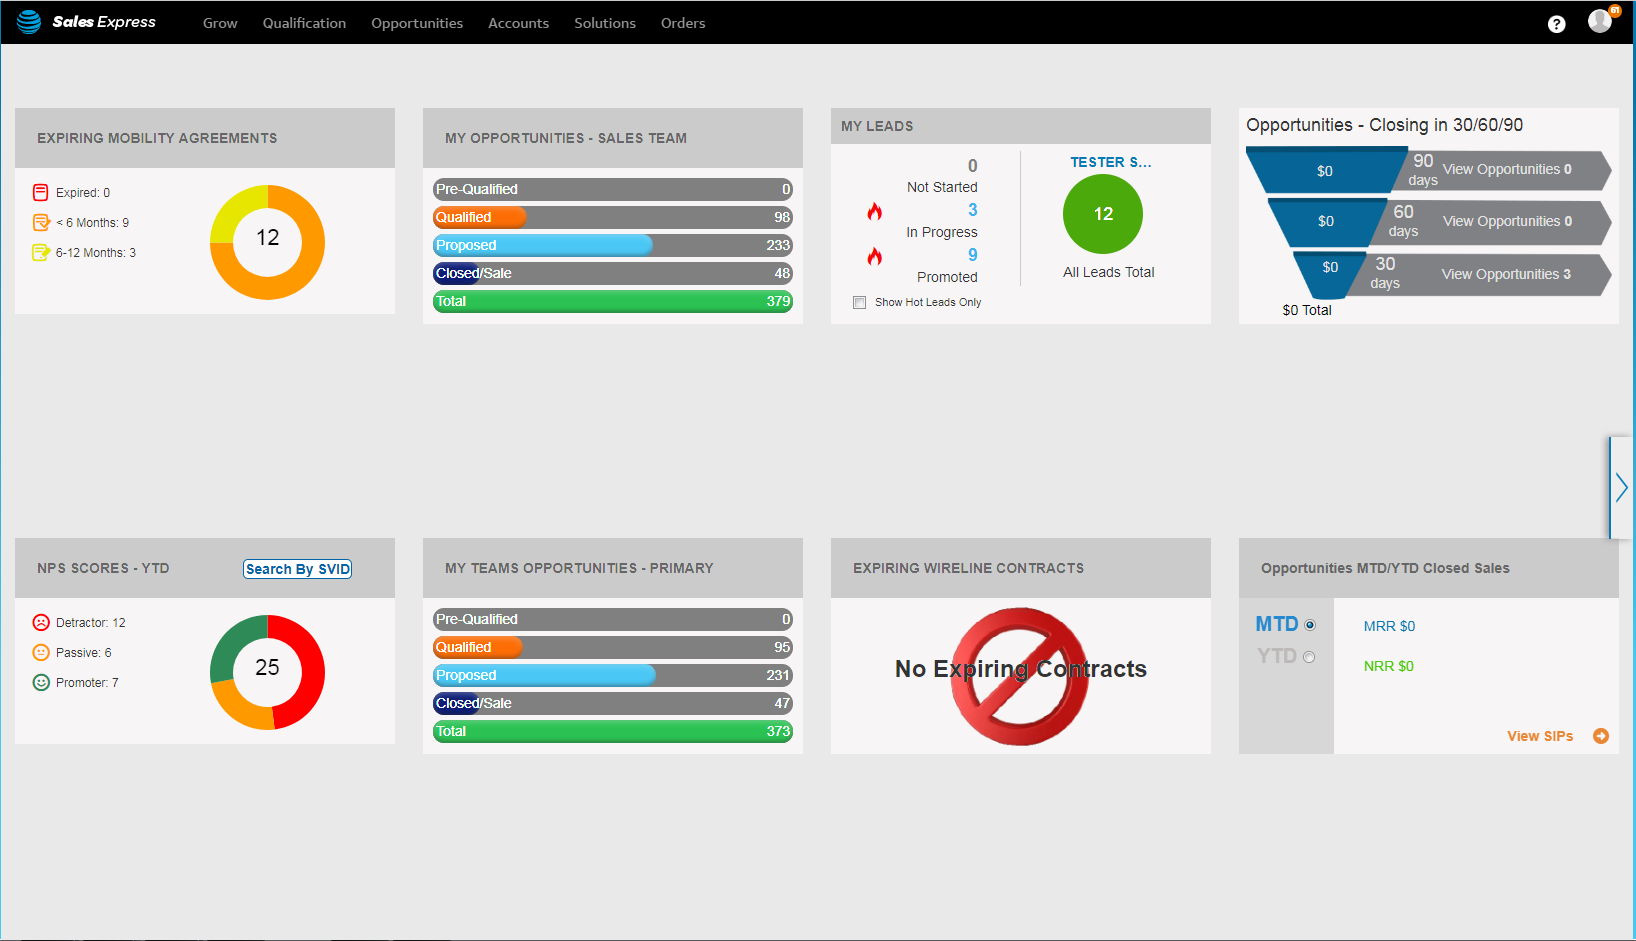 Sales Express
Grow
Qualification
Opportunities
Accounts
Solutions
Orders
?
61
EXPIRING MOBILITY AGREEMENTS
Expired: 0
< 6 Months: 9
6-12 Months: 3
12
MY OPPORTUNITIES - SALES TEAM
Pre-Qualified 0
Qualified 98
Proposed 233
Closed/Sale 48
Total 379
MY LEADS
0
Not Started
3
In Progress
9
Promoted
Show Hot Leads Only
TESTER S...
12
All Leads Total
Opportunities - Closing in 30/60/90
$0
90
days
View Opportunities 0
$0
60
days
View Opportunities 0
$0
30
days
View Opportunities 3
$0 Total
NPS SCORES - YTD
Search By SVID
Detractor: 12
Passive: 6
Promoter: 7
25
MY TEAMS OPPORTUNITIES - PRIMARY
Pre-Qualified 0
Qualified 95
Proposed 231
Closed/Sale 47
Total 373
EXPIRING WIRELINE CONTRACTS
No Expiring Contracts
Opportunities MTD/YTD Closed Sales
MTD
YTD
MRR $0
NRR $0
View SIPs